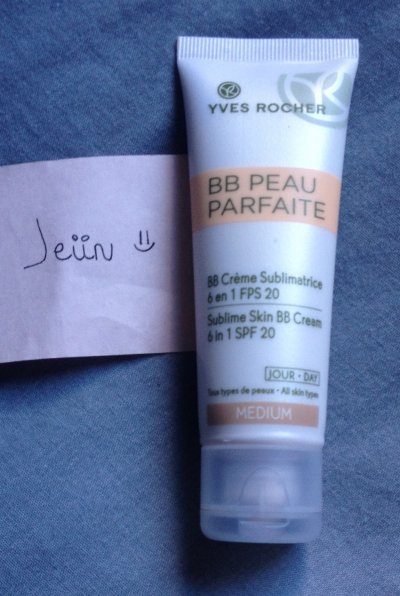 YVES ROCHER
BB PEAU
PARFAITE
BB Crème Sublimatrice
6 en 1 FPS 20
Sublime Skin BB Cream
6 in 1 SPF 20
JOUR • DAY
Tous types de peaux • All skin types
MEDIUM
Jeiin